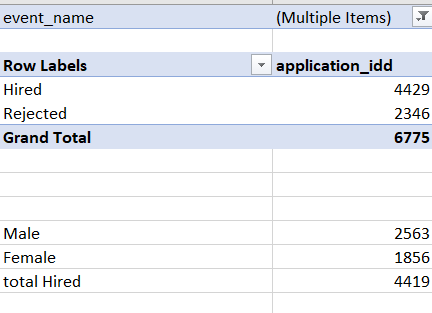 event_name (Multiple Items)
Row Labels application_idd
Hired 4429
Rejected 2346
Grand Total 6775
Male 2563
Female 1856
total Hired 4419